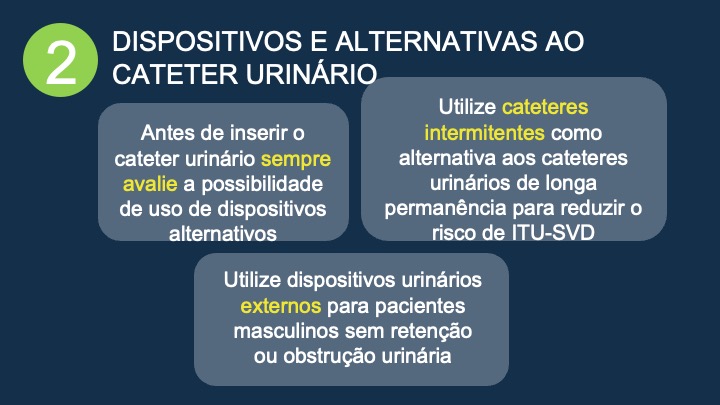 2
DISPOSITIVOS E ALTERNATIVAS AO
CATETER URINÁRIO
Antes de inserir o
cateter urinário sempre
avalie a possibilidade
de uso de dispositivos
alternativos
Utilize cateteres
intermitentes como
alternativa aos cateteres
urinários de longa
permanência para reduzir o
risco de ITU-SVD
Utilize dispositivos urinários
externos para pacientes
masculinos sem retenção
ou obstrução urinária